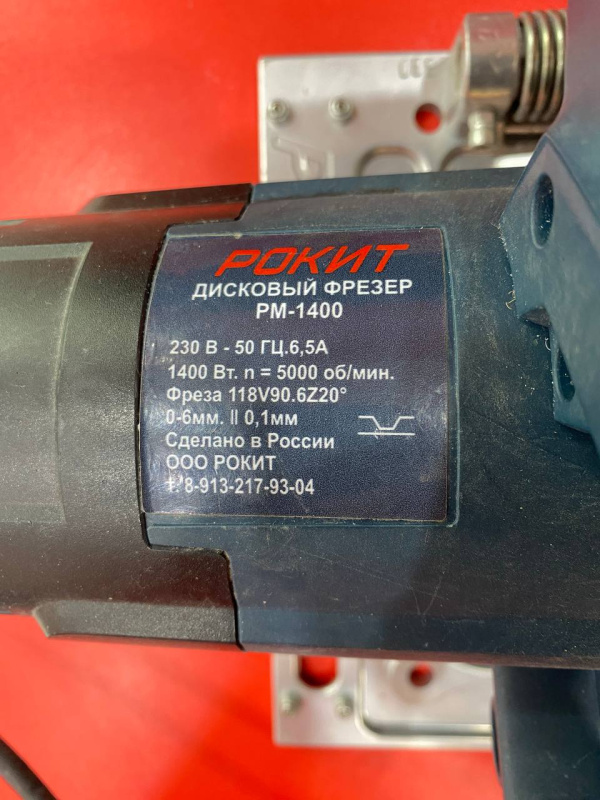 РОКИТ
ДИСКОВЫЙ ФРЕЗЕР
РМ-1400
230 В - 50 ГЦ.6,5А
1400 Вт. n = 5000 об/мин.
Фреза 118V90.6Z20°
0-6мм. || 0,1мм
Сделано в России
ООО РОКИТ
т. 8-913-217-93-04